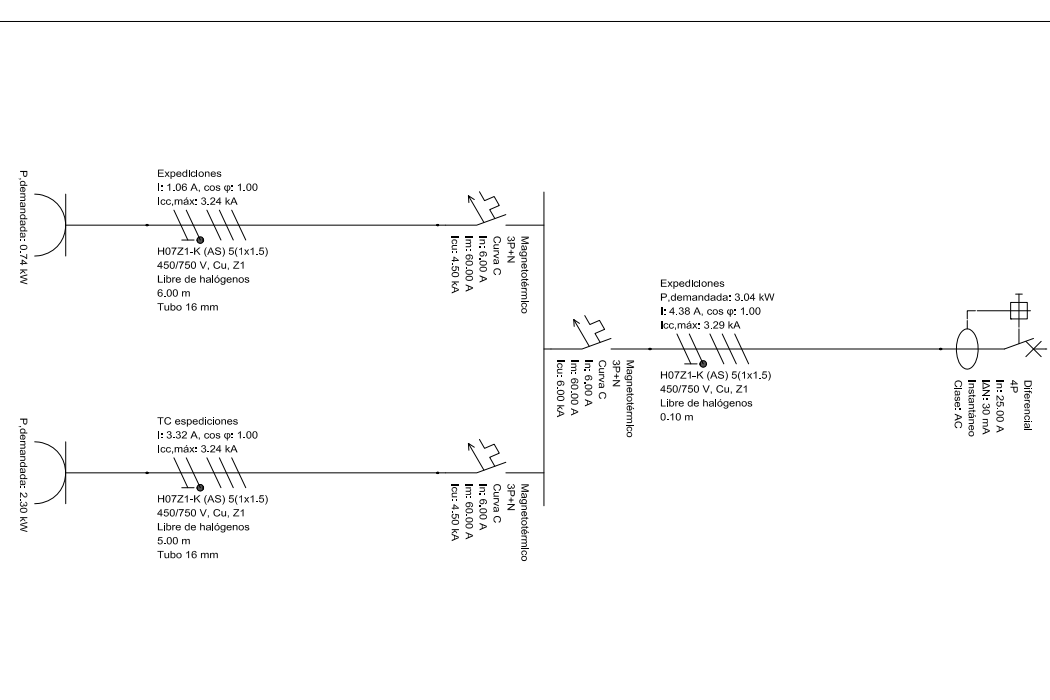 Expediciones
I: 1.06 A, cos φ: 1.00
Icc,máx: 3.24 kA
H07Z1-K (AS) 5(1x1.5)
450/750 V, Cu, Z1
Libre de halógenos
6.00 m
Tubo 16 mm
P.demandada: 0.74 kW
Magnetotérmico
3P+N
Curva C
In: 6.00 A
Im: 60.00 A
Icu: 4.50 kA
Expediciones
P.demandada: 3.04 kW
I: 4.38 A, cos φ: 1.00
Icc,máx: 3.29 kA
H07Z1-K (AS) 5(1x1.5)
450/750 V, Cu, Z1
Libre de halógenos
0.10 m
Magnetotérmico
3P+N
Curva C
In: 6.00 A
Im: 60.00 A
Icu: 6.00 kA
Diferencial
4P
In: 25.00 A
IΔN: 30 mA
Instantáneo
Clase: AC
TC espediciones
I: 3.32 A, cos φ: 1.00
Icc,máx: 3.24 kA
H07Z1-K (AS) 5(1x1.5)
450/750 V, Cu, Z1
Libre de halógenos
5.00 m
Tubo 16 mm
P.demandada: 2.30 kW
Magnetotérmico
3P+N
Curva C
In: 6.00 A
Im: 60.00 A
Icu: 4.50 kA